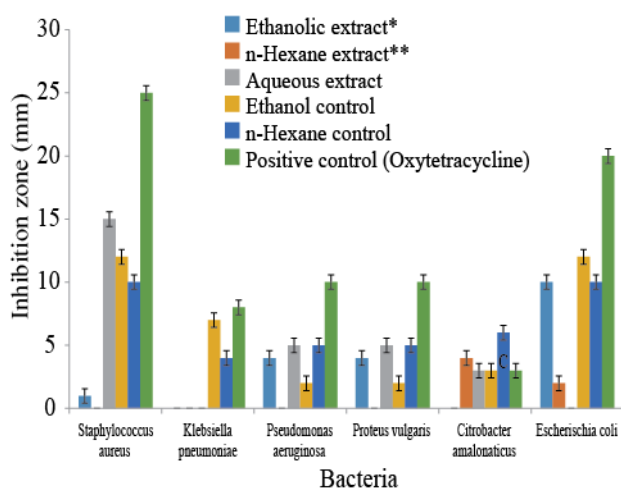 30
25
20
15
10
5
0
Inhibition zone (mm)
Ethanolic extract*
n-Hexane extract**
Aqueous extract
Ethanol control
n-Hexane control
Positive control (Oxytetracycline)
C
Staphylococcus
aureus
Klebsiella
pneumoniae
Pseudomonas
aeruginosa
Proteus vulgaris
Citrobacter
amalonaticus
Escherischia coli
Bacteria